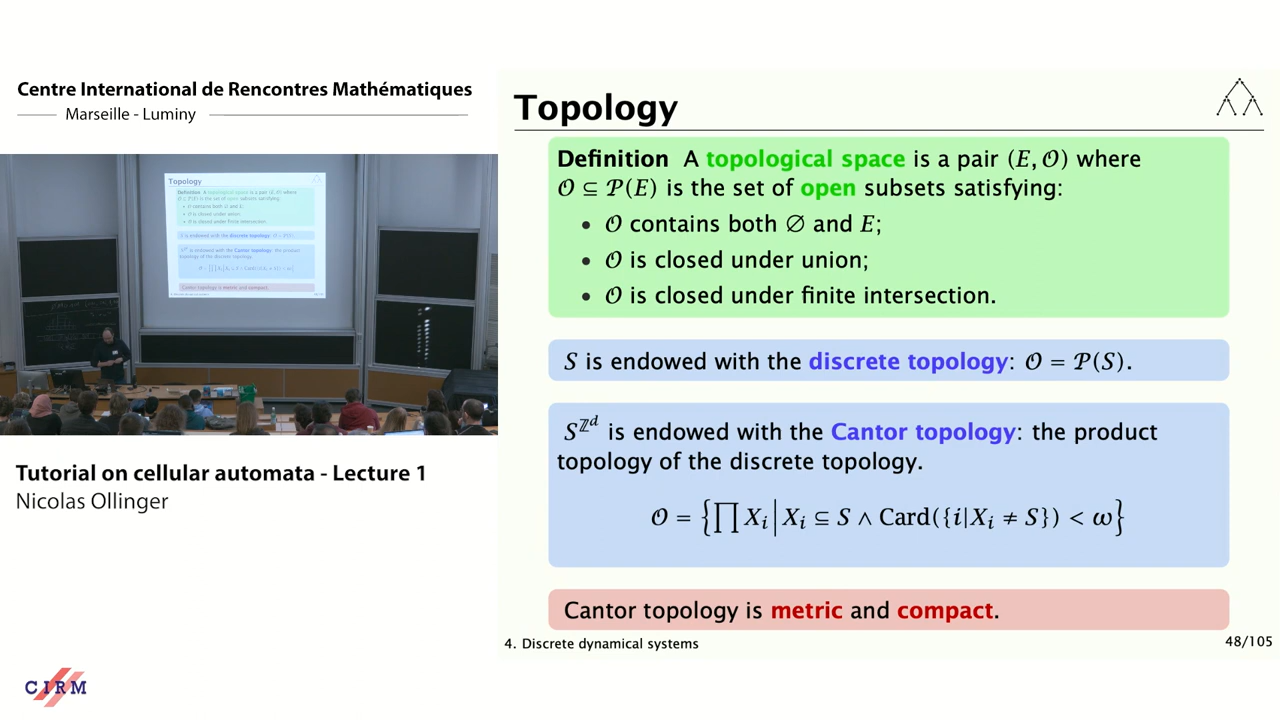 Centre International de Rencontres Mathématiques
Marseille - Luminy
Topology
Definition A topological space is a pair (E, 𝒪) where
𝒪 ⊆ 𝒫(E) is the set of open subsets satisfying:
• 𝒪 contains both ∅ and E;
• 𝒪 is closed under union;
• 𝒪 is closed under finite intersection.
S is endowed with the discrete topology: 𝒪 = 𝒫(S).
S^ℤ^d is endowed with the Cantor topology: the product
topology of the discrete topology.
𝒪 = {∏ X_i | X_i ⊆ S ∧ Card({i|X_i ≠ S}) < ω}
Cantor topology is metric and compact.
4. Discrete dynamical systems
48/105
Tutorial on cellular automata - Lecture 1
Nicolas Ollinger
CIRM